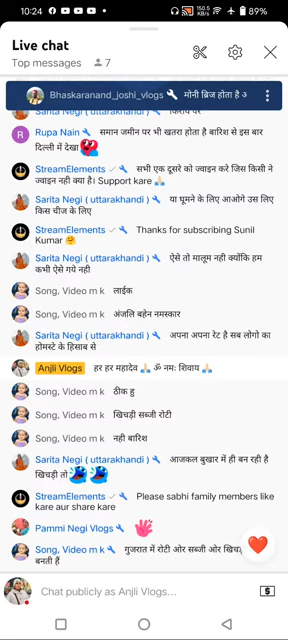 10:24
150.5 KB/s
89%
Live chat
Top messages 7
Bhaskaranand_joshi_vlogs मोनी ब्रिज होता है
Sarita Negi ( uttarakhandi )
Rupa Nain समान जमीन पर भी खतरा होता है बारिश से इस बार
दिल्ली में देखा
StreamElements सभी एक दूसरे को ज्वाइन करे जिस किसी ने
ज्वाइन नही क्या है। Support kare
Sarita Negi ( uttarakhandi ) या घूमने के लिए आओगे उस लिए
किस चीज के लिए
StreamElements Thanks for subscribing Sunil
Kumar
Sarita Negi ( uttarakhandi ) ऐसे तो मालूम नही क्योंकि हम
कभी ऐसे गये नही
Song, Video m k लाईक
Song, Video m k अंजलि बहेन नमस्कार
Sarita Negi ( uttarakhandi ) अपना अपना रेट है सब लोगो का
होमस्टे के हिसाब से
Anjli Vlogs हर हर महादेव ॐ नमः शिवाय
Song, Video m k ठीक हु
Song, Video m k खिचड़ी सब्जी रोटी
Song, Video m k नही बारिश
Sarita Negi ( uttarakhandi ) आजकल बुखार में ही बन रही है
खिचड़ी तो
StreamElements Please sabhi family members like
kare aur share kare
Pammi Negi Vlogs
Song, Video m k गुजरात में रोटी ओर सब्जी ओर
बनती हैं
Chat publicly as Anjli Vlogs...